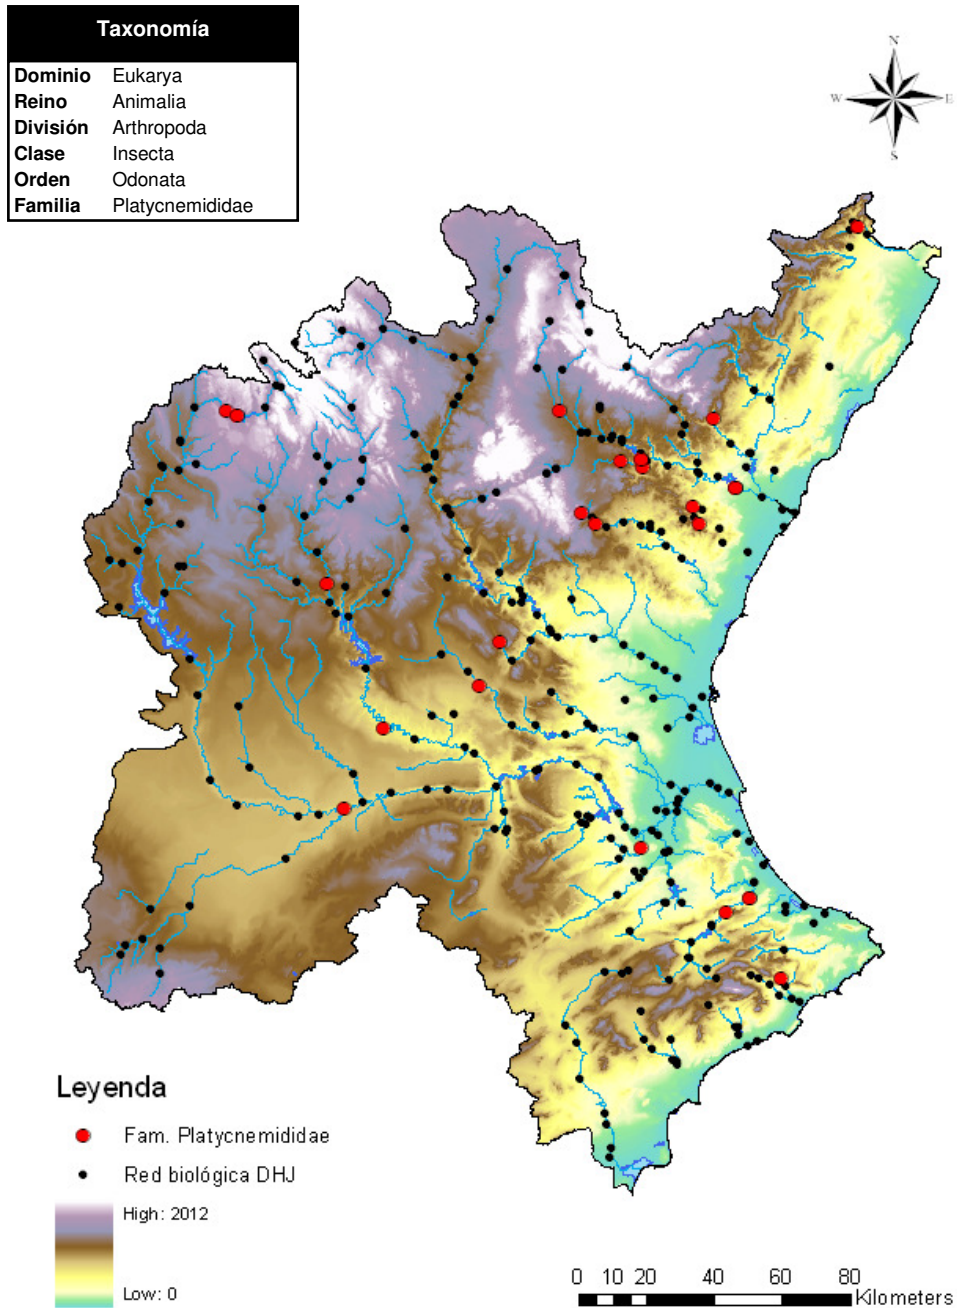 Taxonomía
Dominio Eukarya
Reino Animalia
División Arthropoda
Clase Insecta
Orden Odonata
Familia Platycnemididae
N
W E
S
Leyenda
Fam. Platycnemididae
Red biológica DHJ
High: 2012
Low: 0
0 10 20 40 60 80
Kilometers